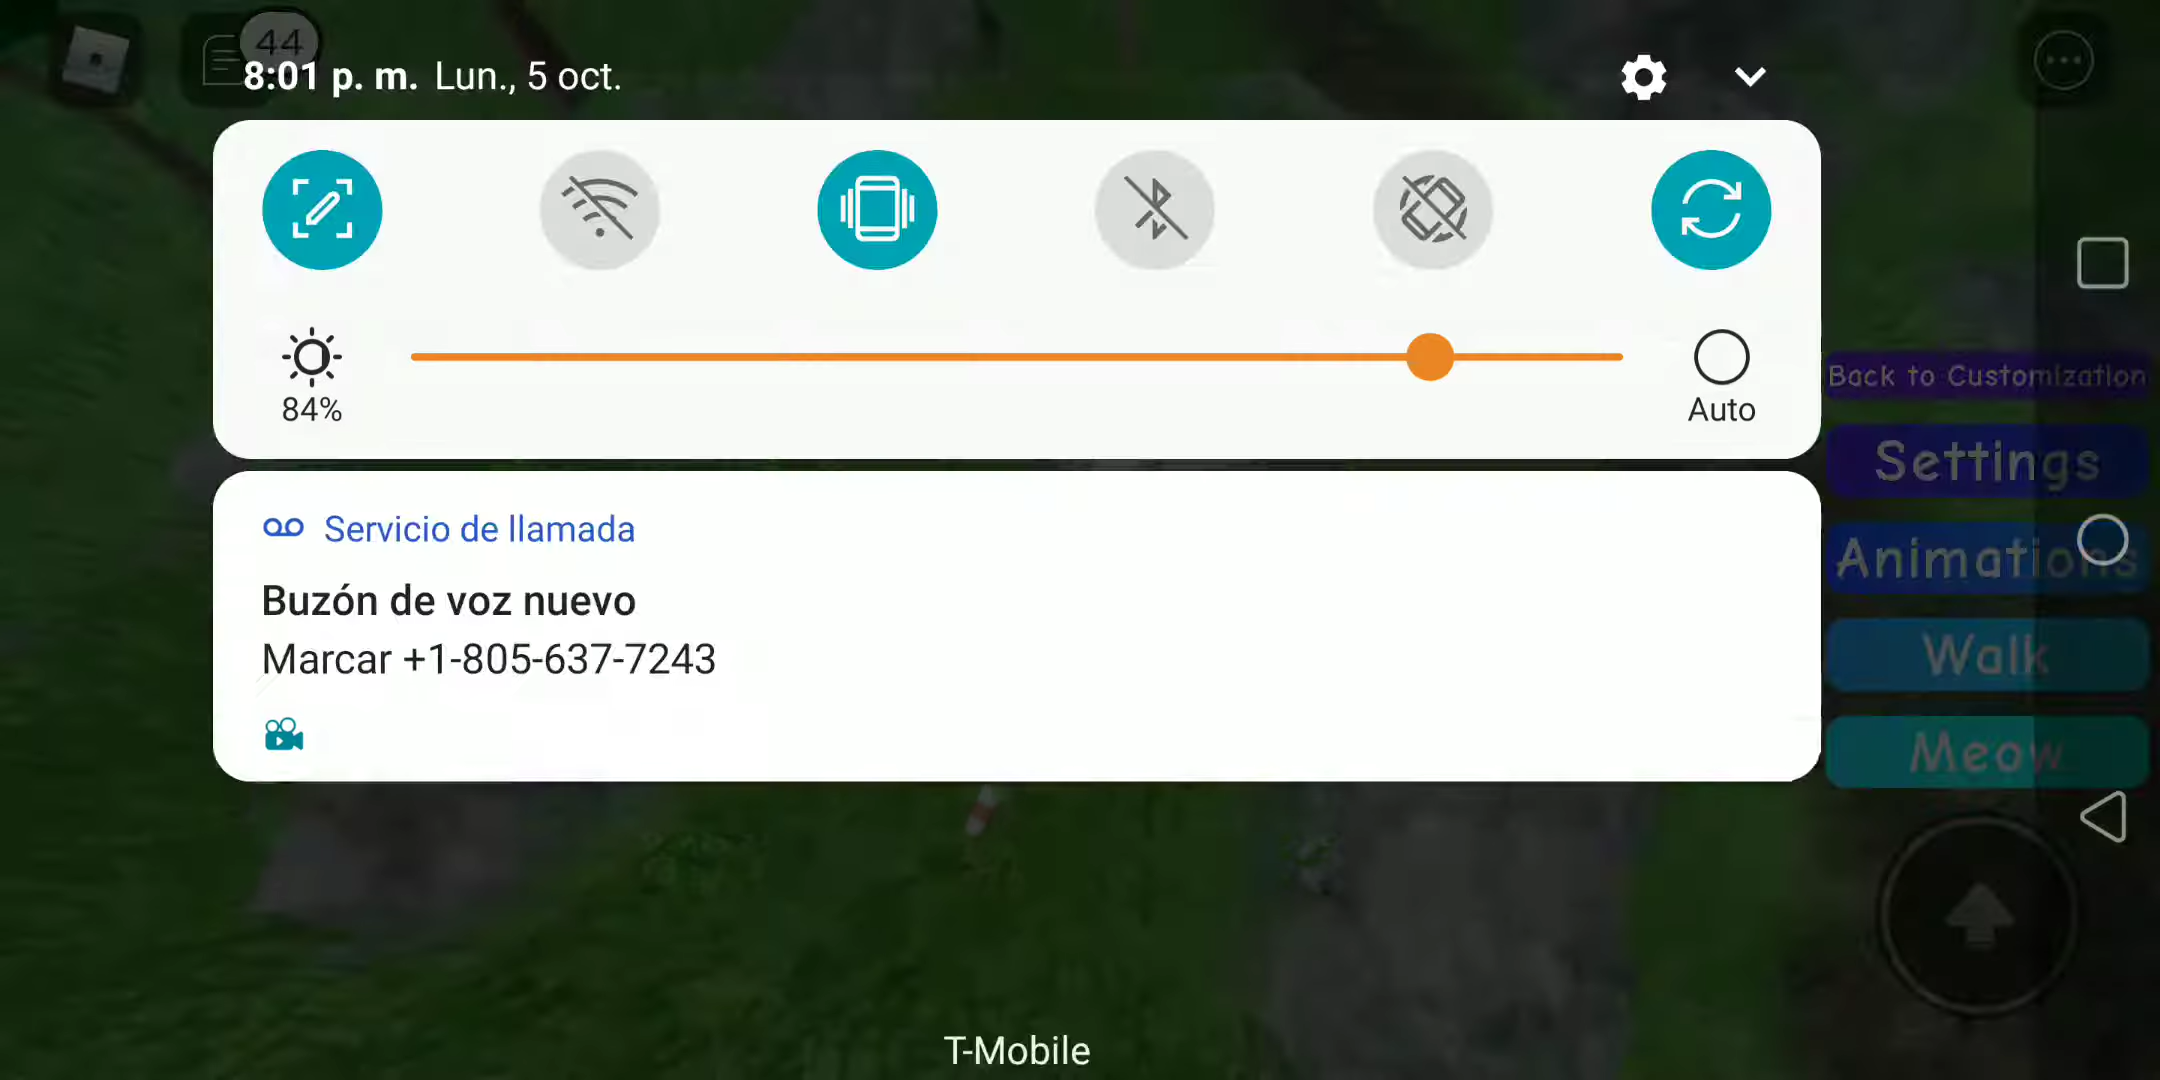 44
8:01 p. m. Lun., 5 oct.
84%
Auto
Servicio de llamada
Buzón de voz nuevo
Marcar +1-805-637-7243
Back to Customization
Settings
Animations
Walk
Meow
T-Mobile